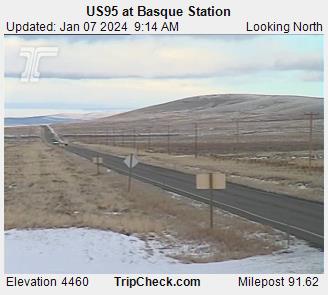 US95 at Basque Station
Updated: Jan 07 2024 9:14 AM Looking North
Elevation 4460 TripCheck.com Milepost 91.62